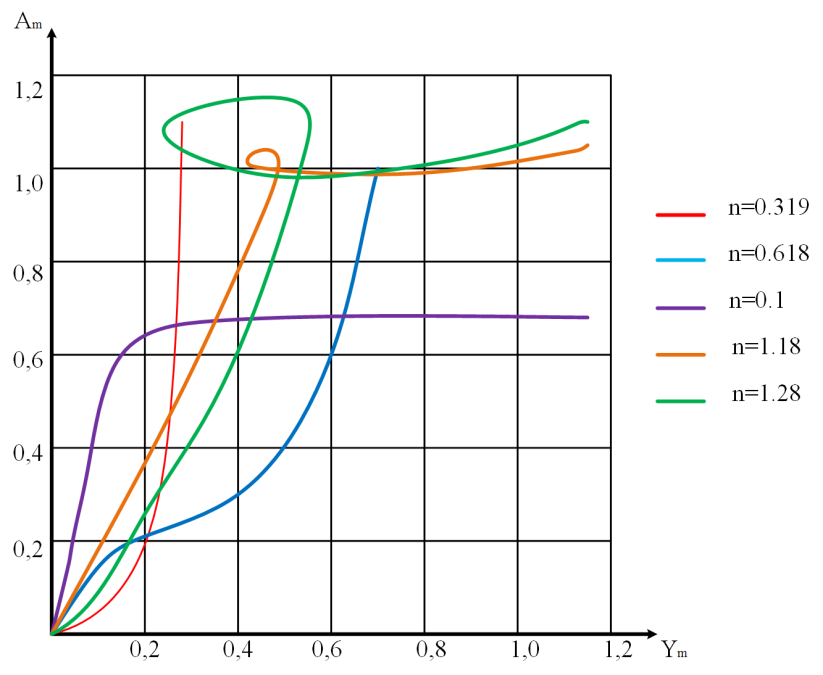 Aₘ
1,2
1,0
0,8
0,6
0,4
0,2
0,2 0,4 0,6 0,8 1,0 1,2 Yₘ
n=0.319
n=0.618
n=0.1
n=1.18
n=1.28